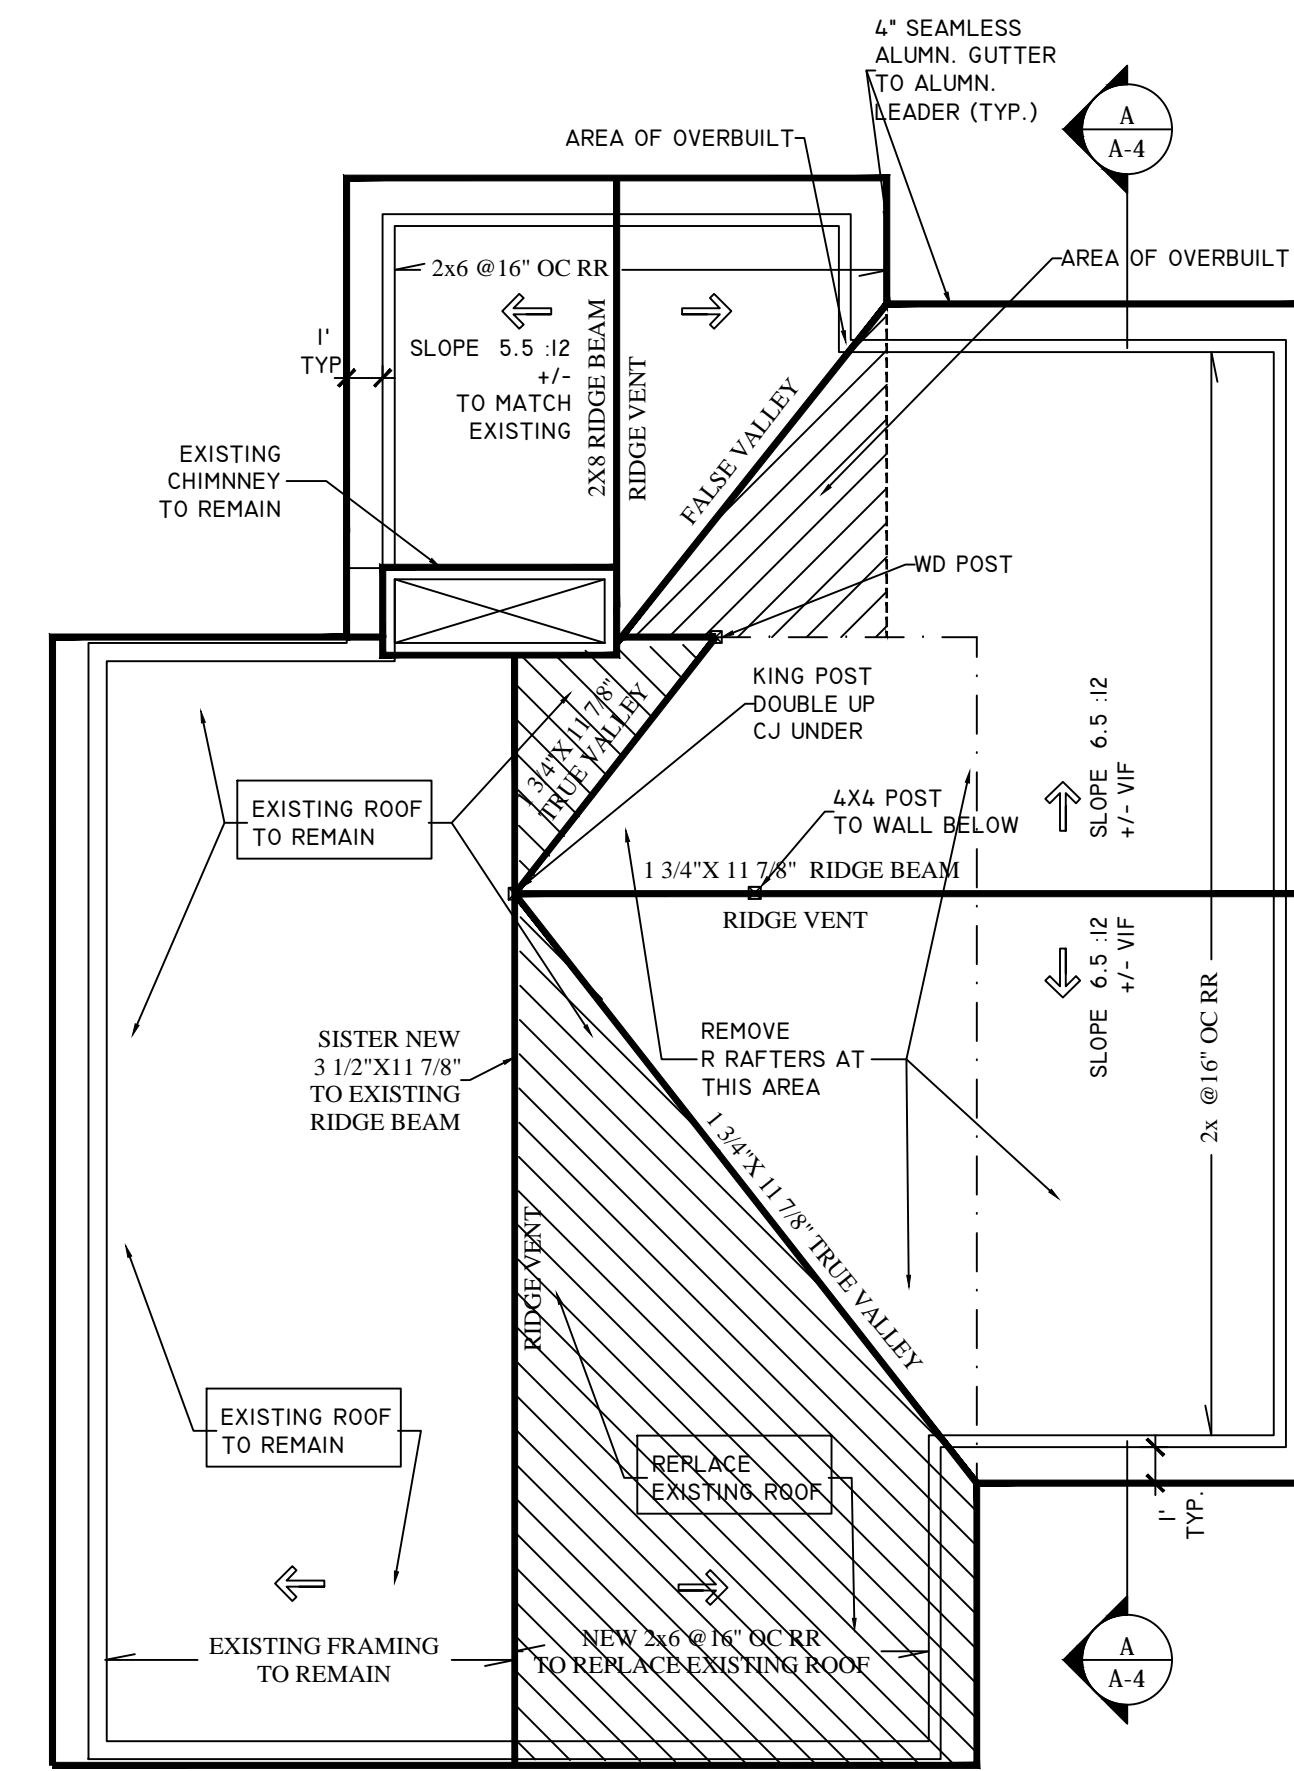 4" SEAMLESS
ALUMN. GUTTER
TO ALUMN.
LEADER (TYP.)
A
A-4
AREA OF OVERBUILT
AREA OF OVERBUILT
2x6 @16" OC RR
1'
TYP
SLOPE 5.5 :12
+/-
TO MATCH
EXISTING
2X8 RIDGE BEAM
RIDGE VENT
FALSE VALLEY
EXISTING
CHIMNNEY
TO REMAIN
WD POST
KING POST
DOUBLE UP
CJ UNDER
1 3/4"X 11 7/8"
TRUE VALLEY
SLOPE 6.5 :12
+/- VIF
EXISTING ROOF
TO REMAIN
4X4 POST
TO WALL BELOW
1 3/4"X 11 7/8" RIDGE BEAM
RIDGE VENT
SLOPE 6.5 :12
+/- VIF
2x @16" OC RR
SISTER NEW
3 1/2"X11 7/8"
TO EXISTING
RIDGE BEAM
REMOVE
R RAFTERS AT
THIS AREA
1 3/4"X 11 7/8" TRUE VALLEY
RIDGE VENT
EXISTING ROOF
TO REMAIN
REPLACE
EXISTING ROOF
1'
TYP.
EXISTING FRAMING
TO REMAIN
NEW 2x6 @16" OC RR
TO REPLACE EXISTING ROOF
A
A-4